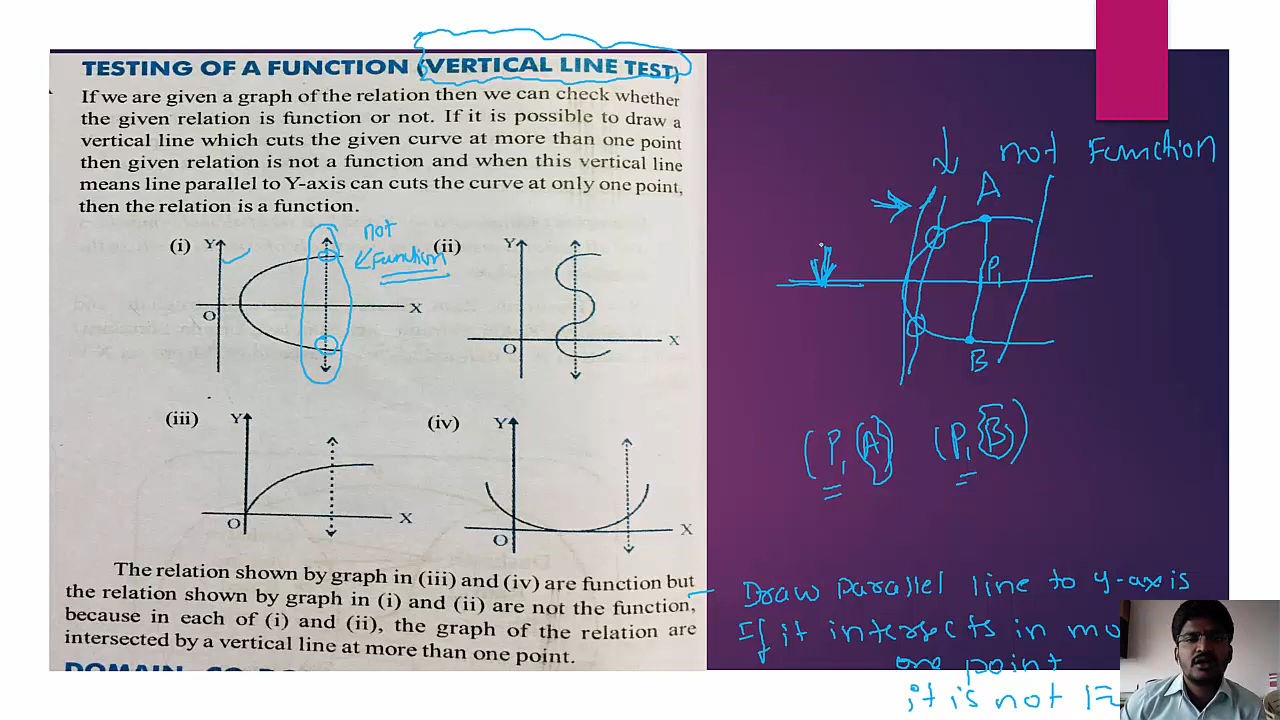 TESTING OF A FUNCTION (VERTICAL LINE TEST)
If we are given a graph of the relation then we can check whether
the given relation is function or not. If it is possible to draw a
vertical line which cuts the given curve at more than one point
then given relation is not a function and when this vertical line
means line parallel to Y-axis can cuts the curve at only one point,
then the relation is a function.
(i) Y
O X
not
Function
(ii) Y
O X
(iii) Y
O X
(iv) Y
O X
The relation shown by graph in (iii) and (iv) are function but
the relation shown by graph in (i) and (ii) are not the function,
because in each of (i) and (ii), the graph of the relation are
intersected by a vertical line at more than one point.
not Function
A
P1
B
(P1 A) (P1 B)
Draw parallel line to y-axis
If it intersects in mo
one point
it is not